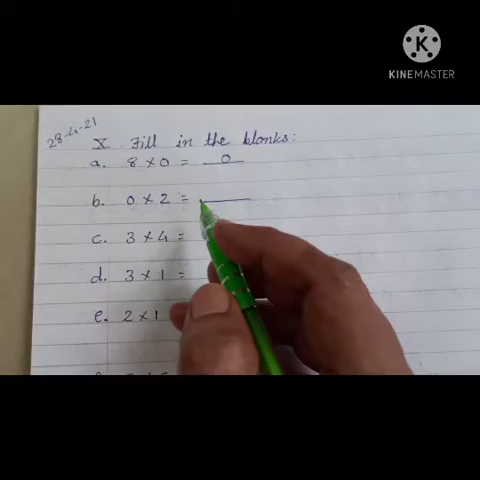 K
KINEMASTER
28-4-21
X Fill in the blanks:
a. 8 × 0 = 0
b. 0 × 2 =
c. 3 × 4 =
d. 3 × 1 =
e. 2 × 1